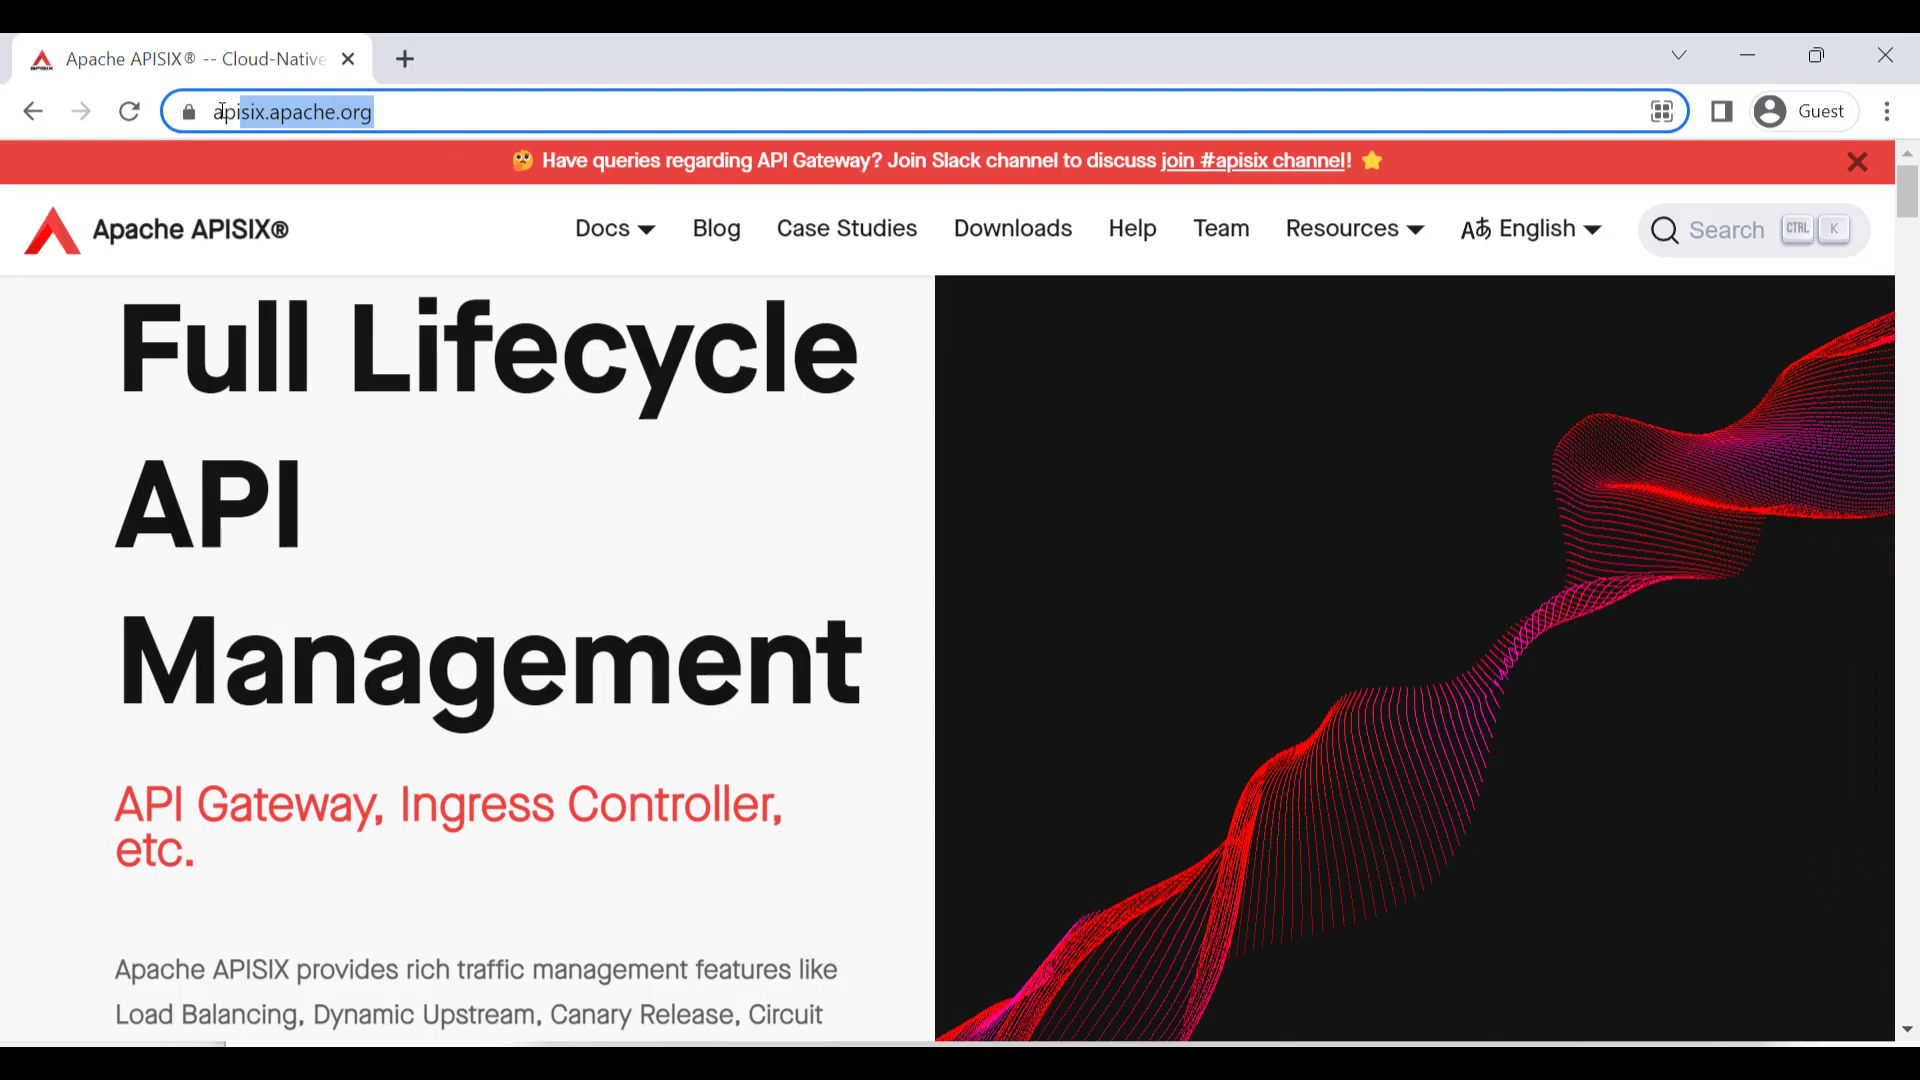 Apache APISIX® -- Cloud-Native
apisix.apache.org
Guest
Have queries regarding API Gateway? Join Slack channel to discuss join #apisix channel!
Apache APISIX®
Docs
Blog
Case Studies
Downloads
Help
Team
Resources
Aあ English
Search
CTRL
K
Full Lifecycle
API
Management
API Gateway, Ingress Controller,
etc.
Apache APISIX provides rich traffic management features like
Load Balancing, Dynamic Upstream, Canary Release, Circuit